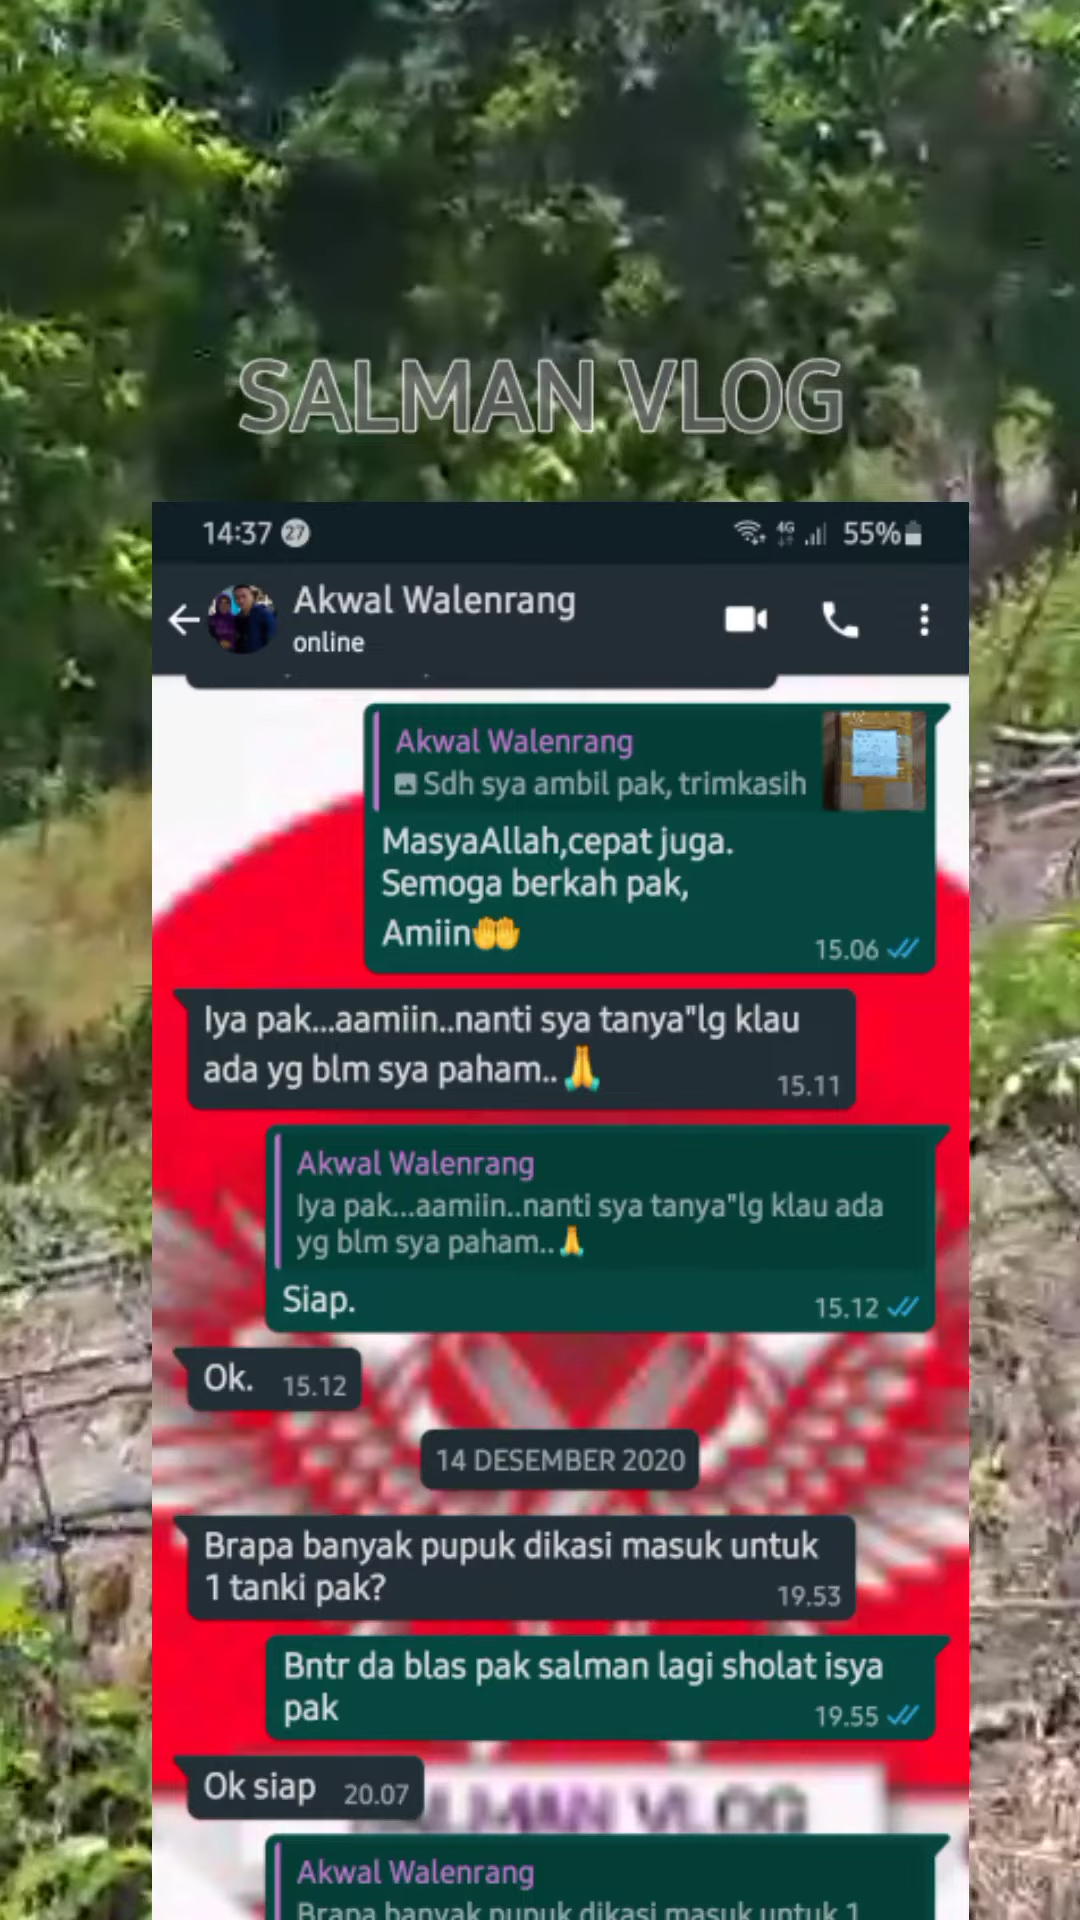 SALMAN VLOG
14:37 27 4G 55%
Akwal Walenrang
online
Akwal Walenrang
Sdh sya ambil pak, trimkasih
MasyaAllah,cepat juga.
Semoga berkah pak,
Amiin🤲
15.06
Iya pak...aamiin..nanti sya tanya"lg klau
ada yg blm sya paham..🙏
15.11
Akwal Walenrang
Iya pak...aamiin..nanti sya tanya"lg klau ada
yg blm sya paham..🙏
Siap.
15.12
Ok. 15.12
14 DESEMBER 2020
Brapa banyak pupuk dikasi masuk untuk
1 tanki pak?
19.53
Bntr da blas pak salman lagi sholat isya
pak
19.55
Ok siap 20.07
VLOG
Akwal Walenrang
Brapa banyak pupuk dikasi masuk untuk 1